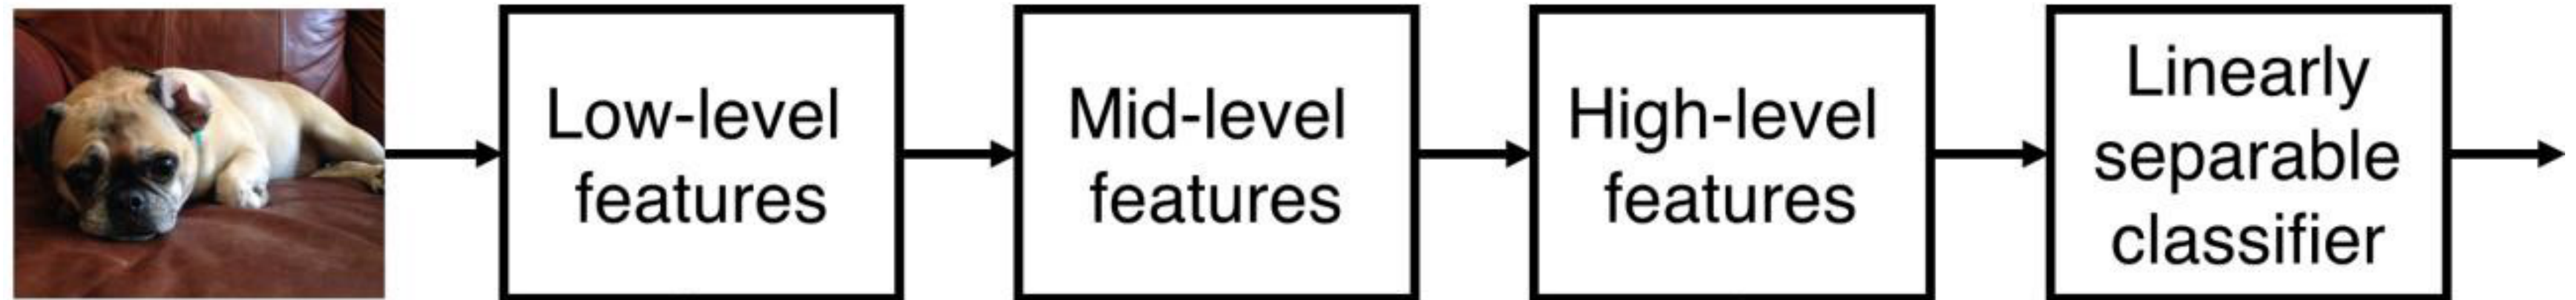 Low-level
features
Mid-level
features
High-level
features
Linearly
separable
classifier